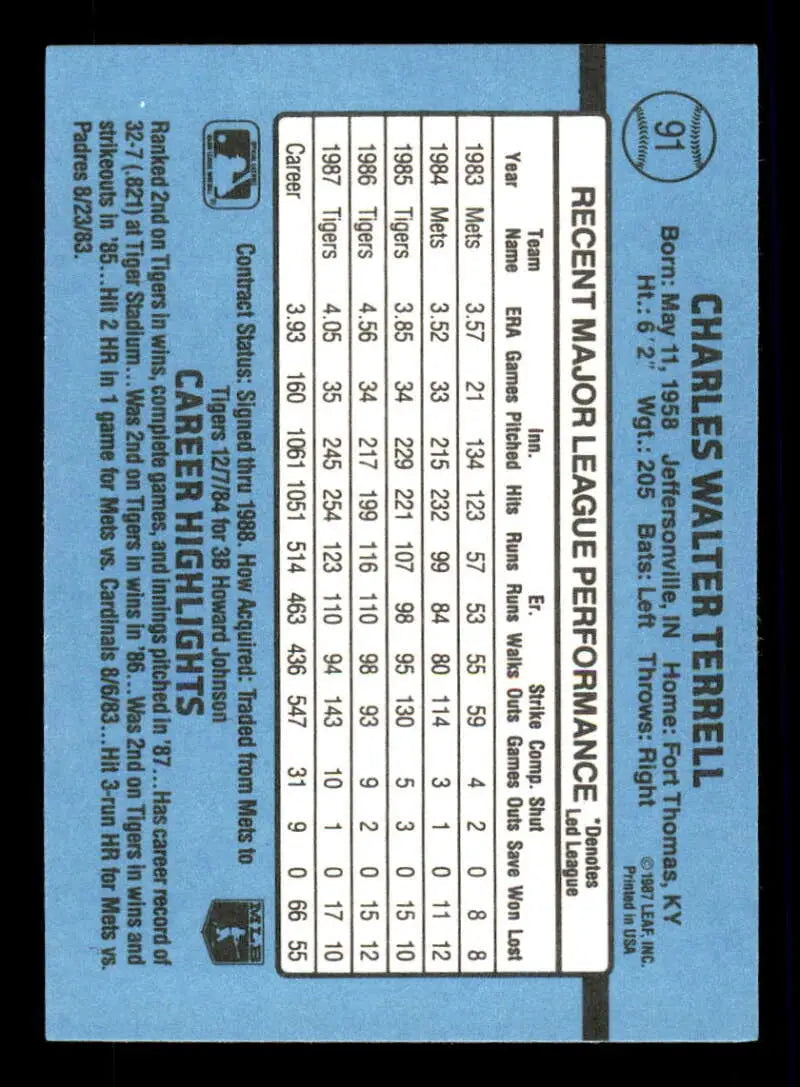 91
CHARLES WALTER TERRELL
Born: May 11, 1958 Jeffersonville, IN Home: Fort Thomas, KY
Ht.: 6'2" Wgt.: 205 Bats: Left Throws: Right
©1987 LEAF, INC.
Printed in USA
RECENT MAJOR LEAGUE PERFORMANCE *Denotes
Led League
Team Inn. Er. Strike Comp. Shut
Year Name ERA Games Pitched Hits Runs Runs Walks Outs Games Outs Save Won Lost
1983 Mets 3.57 21 134 123 57 53 55 59 4 2 0 8 8
1984 Mets 3.52 33 215 232 99 84 80 114 3 1 0 11 12
1985 Tigers 3.85 34 229 221 107 98 95 130 5 3 0 15 10
1986 Tigers 4.56 34 217 199 116 110 98 93 9 2 0 15 12
1987 Tigers 4.05 35 245 254 123 110 94 143 10 1 0 17 10
Career 3.93 160 1061 1051 514 463 436 547 31 9 0 66 55
Contract Status: Signed thru 1988. How Acquired: Traded from Mets to
Tigers 12/7/84 for 38 Howard Johnson
MLB
CAREER HIGHLIGHTS
Ranked 2nd on Tigers in wins, complete games, and innings pitched in '87...Has career record of
32-7 (.821) at Tiger Stadium...Was 2nd on Tigers in wins in '86...Was 2nd on Tigers in wins and
strikeouts in '85...Hit 2 HR in 1 game for Mets vs. Cardinals 8/6/83...Hit 3-run HR for Mets vs.
Padres 8/23/83.